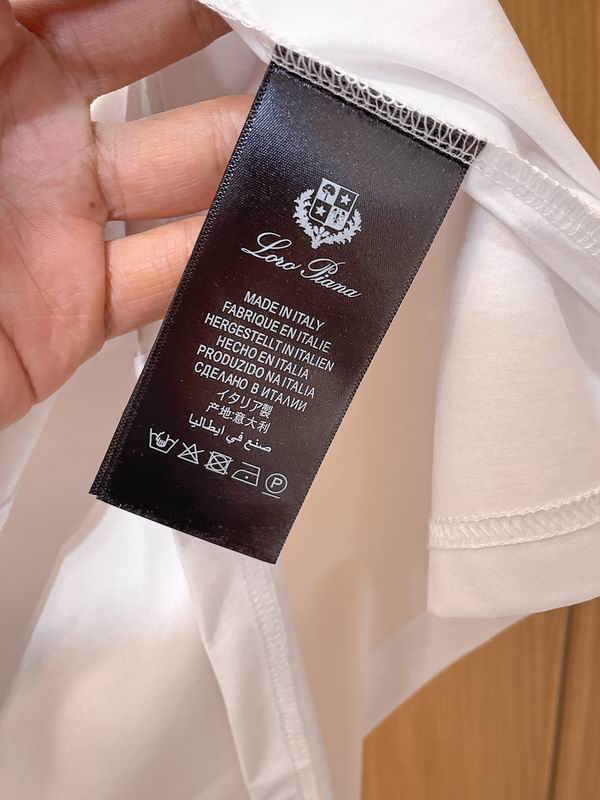 Loro Piana
MADE IN ITALY
FABRIQUE EN ITALIE
HERGESTELLT IN ITALIEN
HECHO EN ITALIA
PRODUZIDO NA ITALIA
СДЕЛАНО В ИТАЛИИ
イタリア製
产地:意大利
صنع في ايطاليا
P